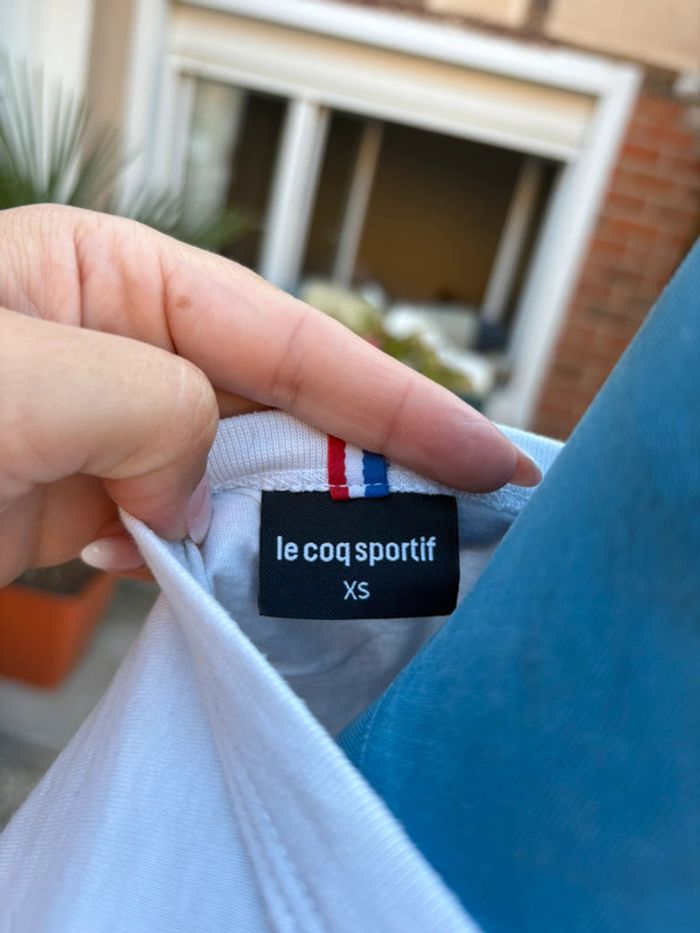 le coq sportif
XS